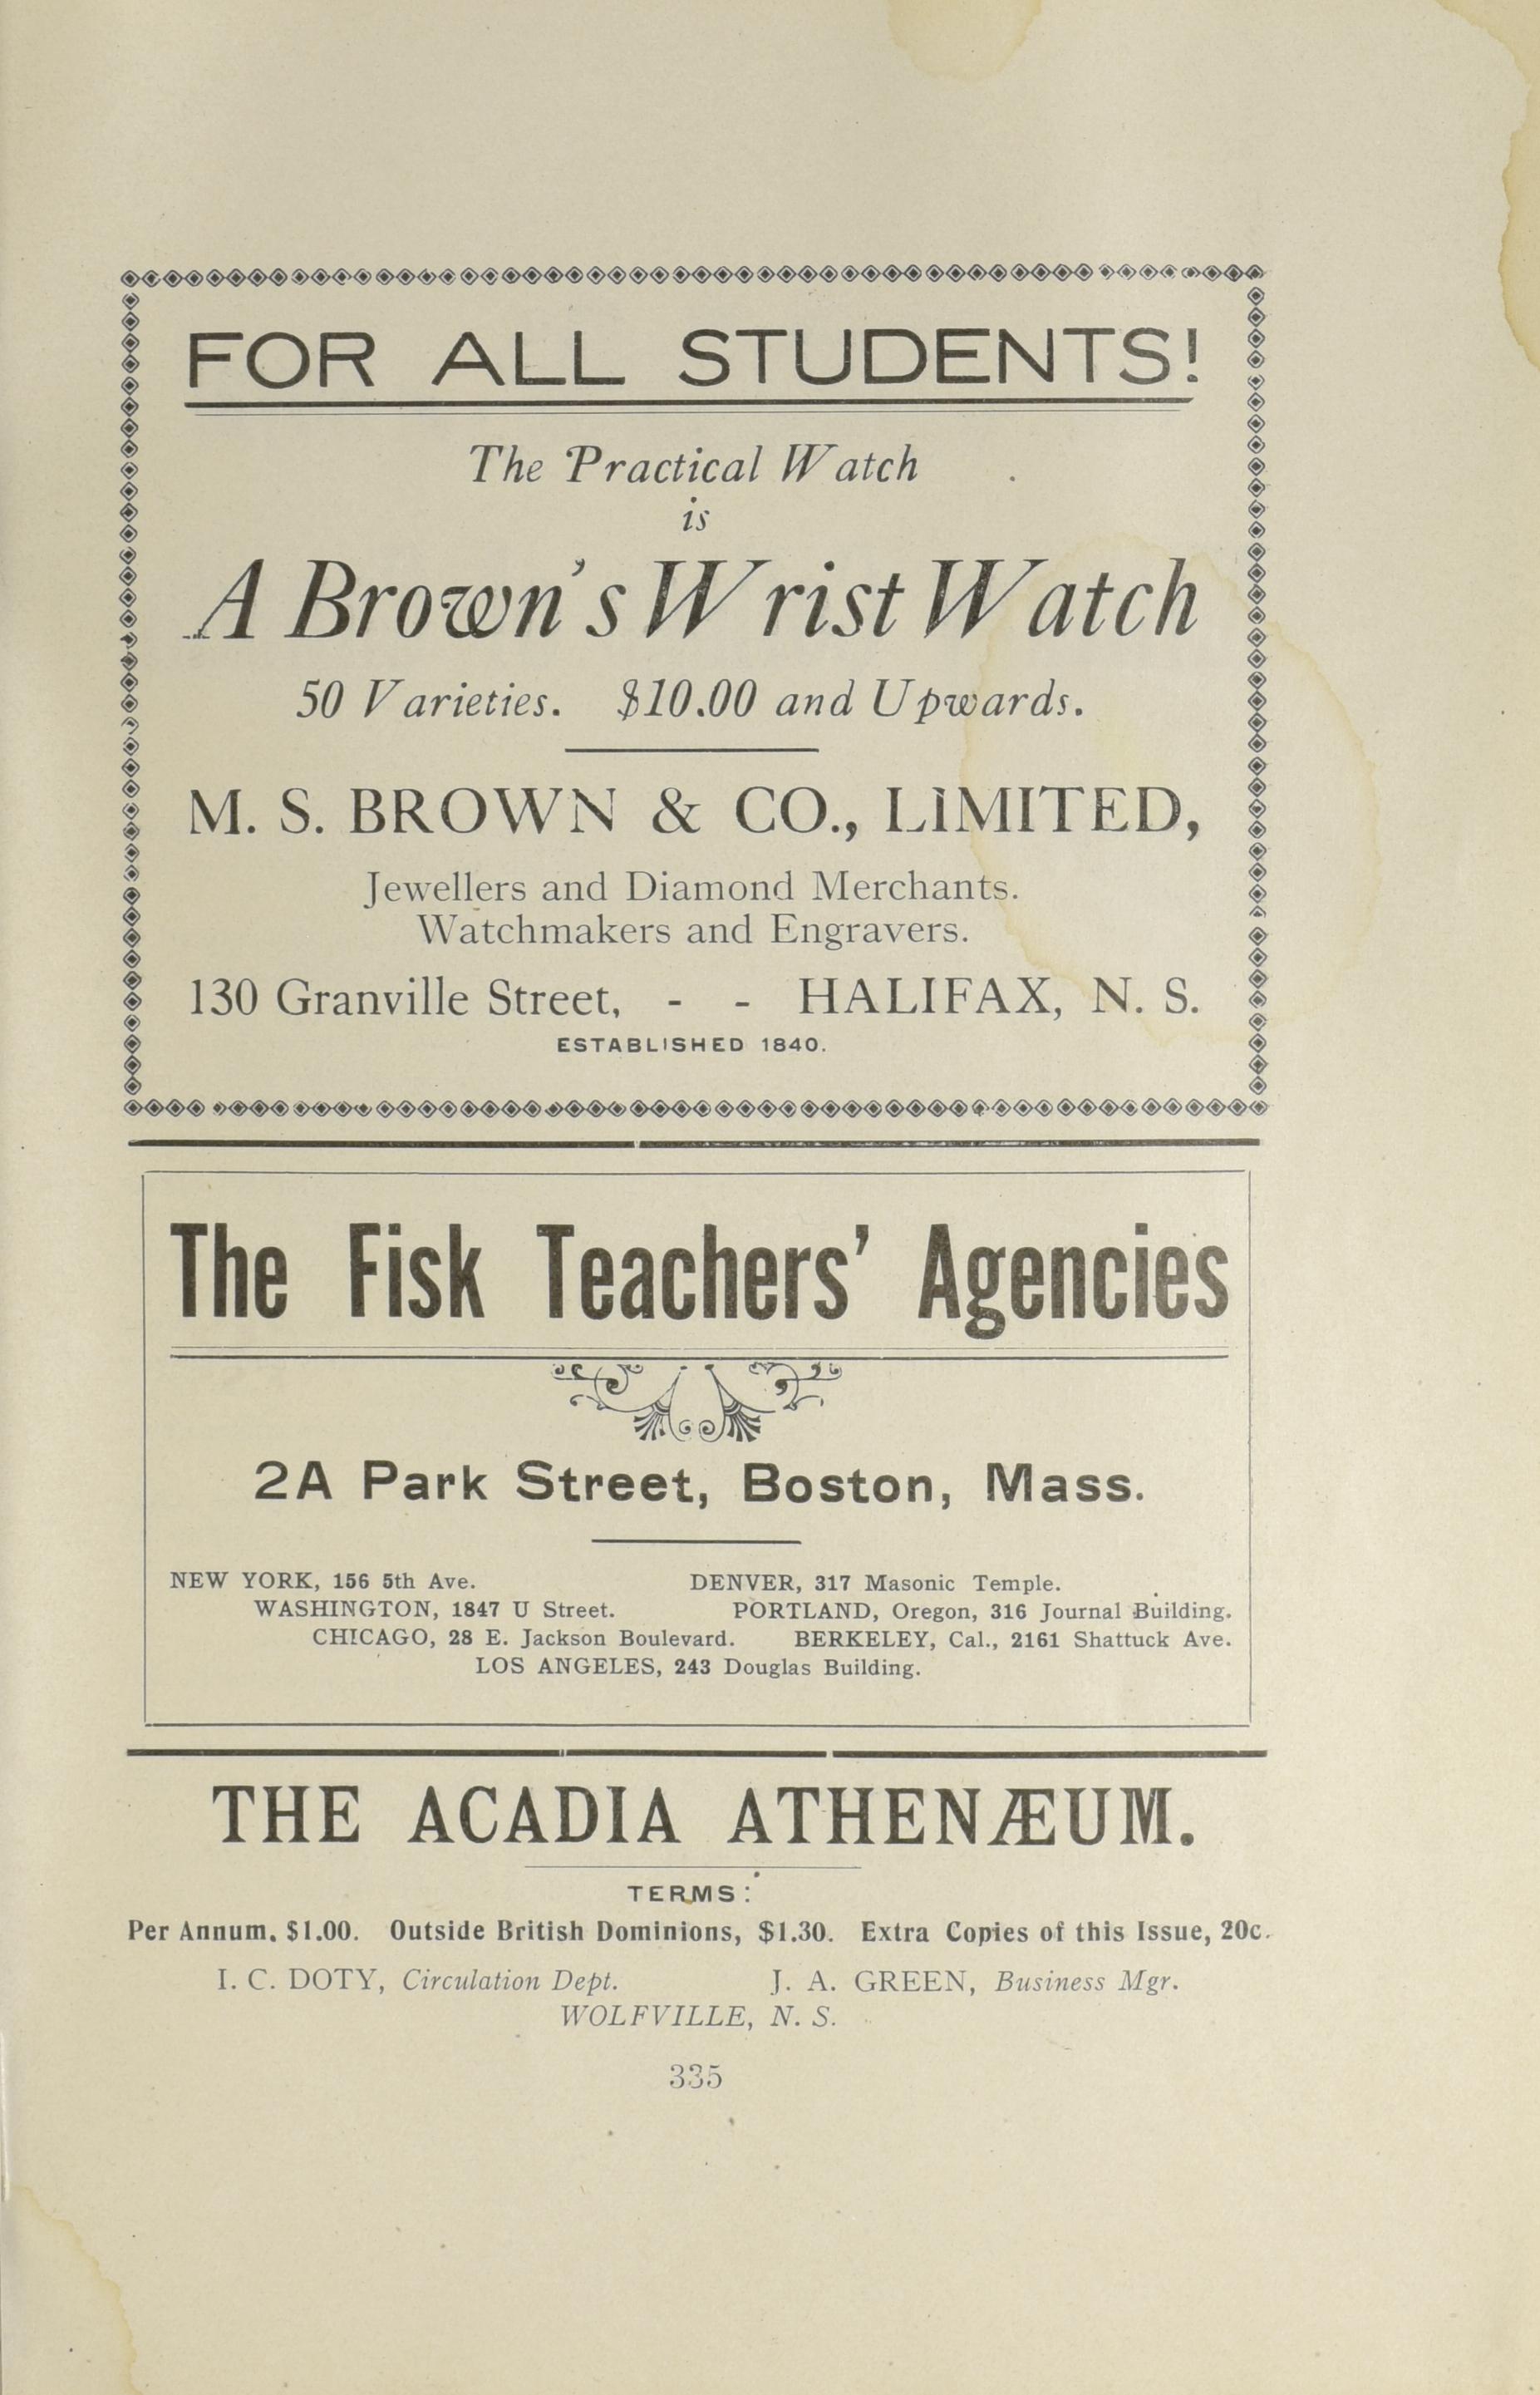 FOR ALL STUDENTS!
The Practical Watch
is
A Brown's Wrist Watch
50 Varieties. $10.00 and Upwards.
M. S. BROWN & CO., LIMITED,
Jewellers and Diamond Merchants.
Watchmakers and Engravers.
130 Granville Street, - - HALIFAX, N. S.
ESTABLISHED 1840.
The Fisk Teachers' Agencies
2A Park Street, Boston, Mass.
NEW YORK, 156 5th Ave. DENVER, 317 Masonic Temple.
WASHINGTON, 1847 U Street. PORTLAND, Oregon, 316 Journal Building.
CHICAGO, 28 E. Jackson Boulevard. BERKELEY, Cal., 2161 Shattuck Ave.
LOS ANGELES, 243 Douglas Building.
THE ACADIA ATHENÆUM.
TERMS:
Per Annum, $1.00. Outside British Dominions, $1.30. Extra Copies of this Issue, 20c.
I. C. DOTY, Circulation Dept. J. A. GREEN, Business Mgr.
WOLFVILLE, N. S.
335